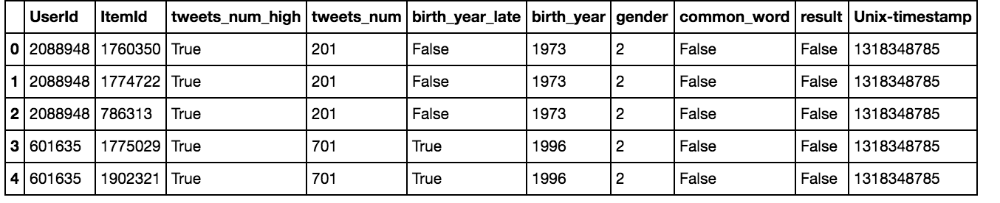 UserId ItemId tweets_num_high tweets_num birth_year_late birth_year gender common_word result Unix-timestamp
0 2088948 1760350 True 201 False 1973 2 False False 1318348785
1 2088948 1774722 True 201 False 1973 2 False False 1318348785
2 2088948 786313 True 201 False 1973 2 False False 1318348785
3 601635 1775029 True 701 True 1996 2 False False 1318348785
4 601635 1902321 True 701 True 1996 2 False False 1318348785